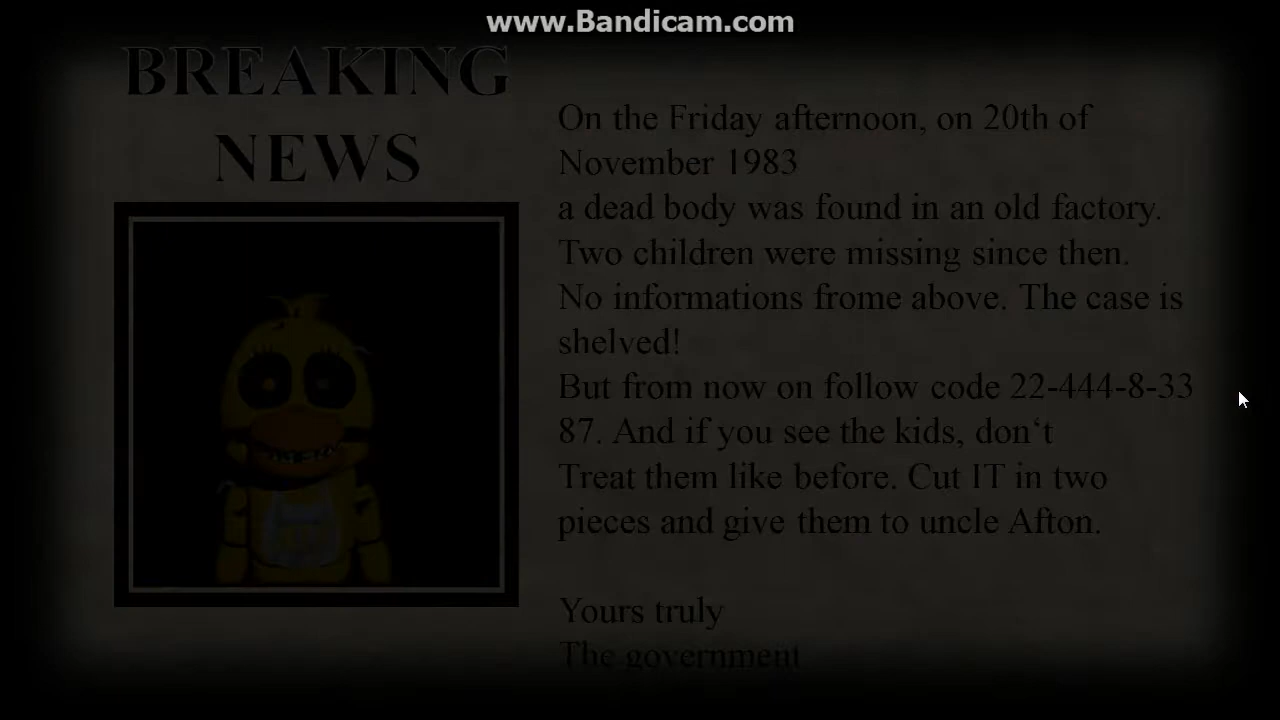 www.Bandicam.com
BREAKING
NEWS
On the Friday afternoon, on 20th of
November 1983
a dead body was found in an old factory.
Two children were missing since then.
No informations frome above. The case is
shelved!
But from now on follow code 22-444-8-33
87. And if you see the kids, don‘t
Treat them like before. Cut IT in two
pieces and give them to uncle Afton.
Yours truly
The government